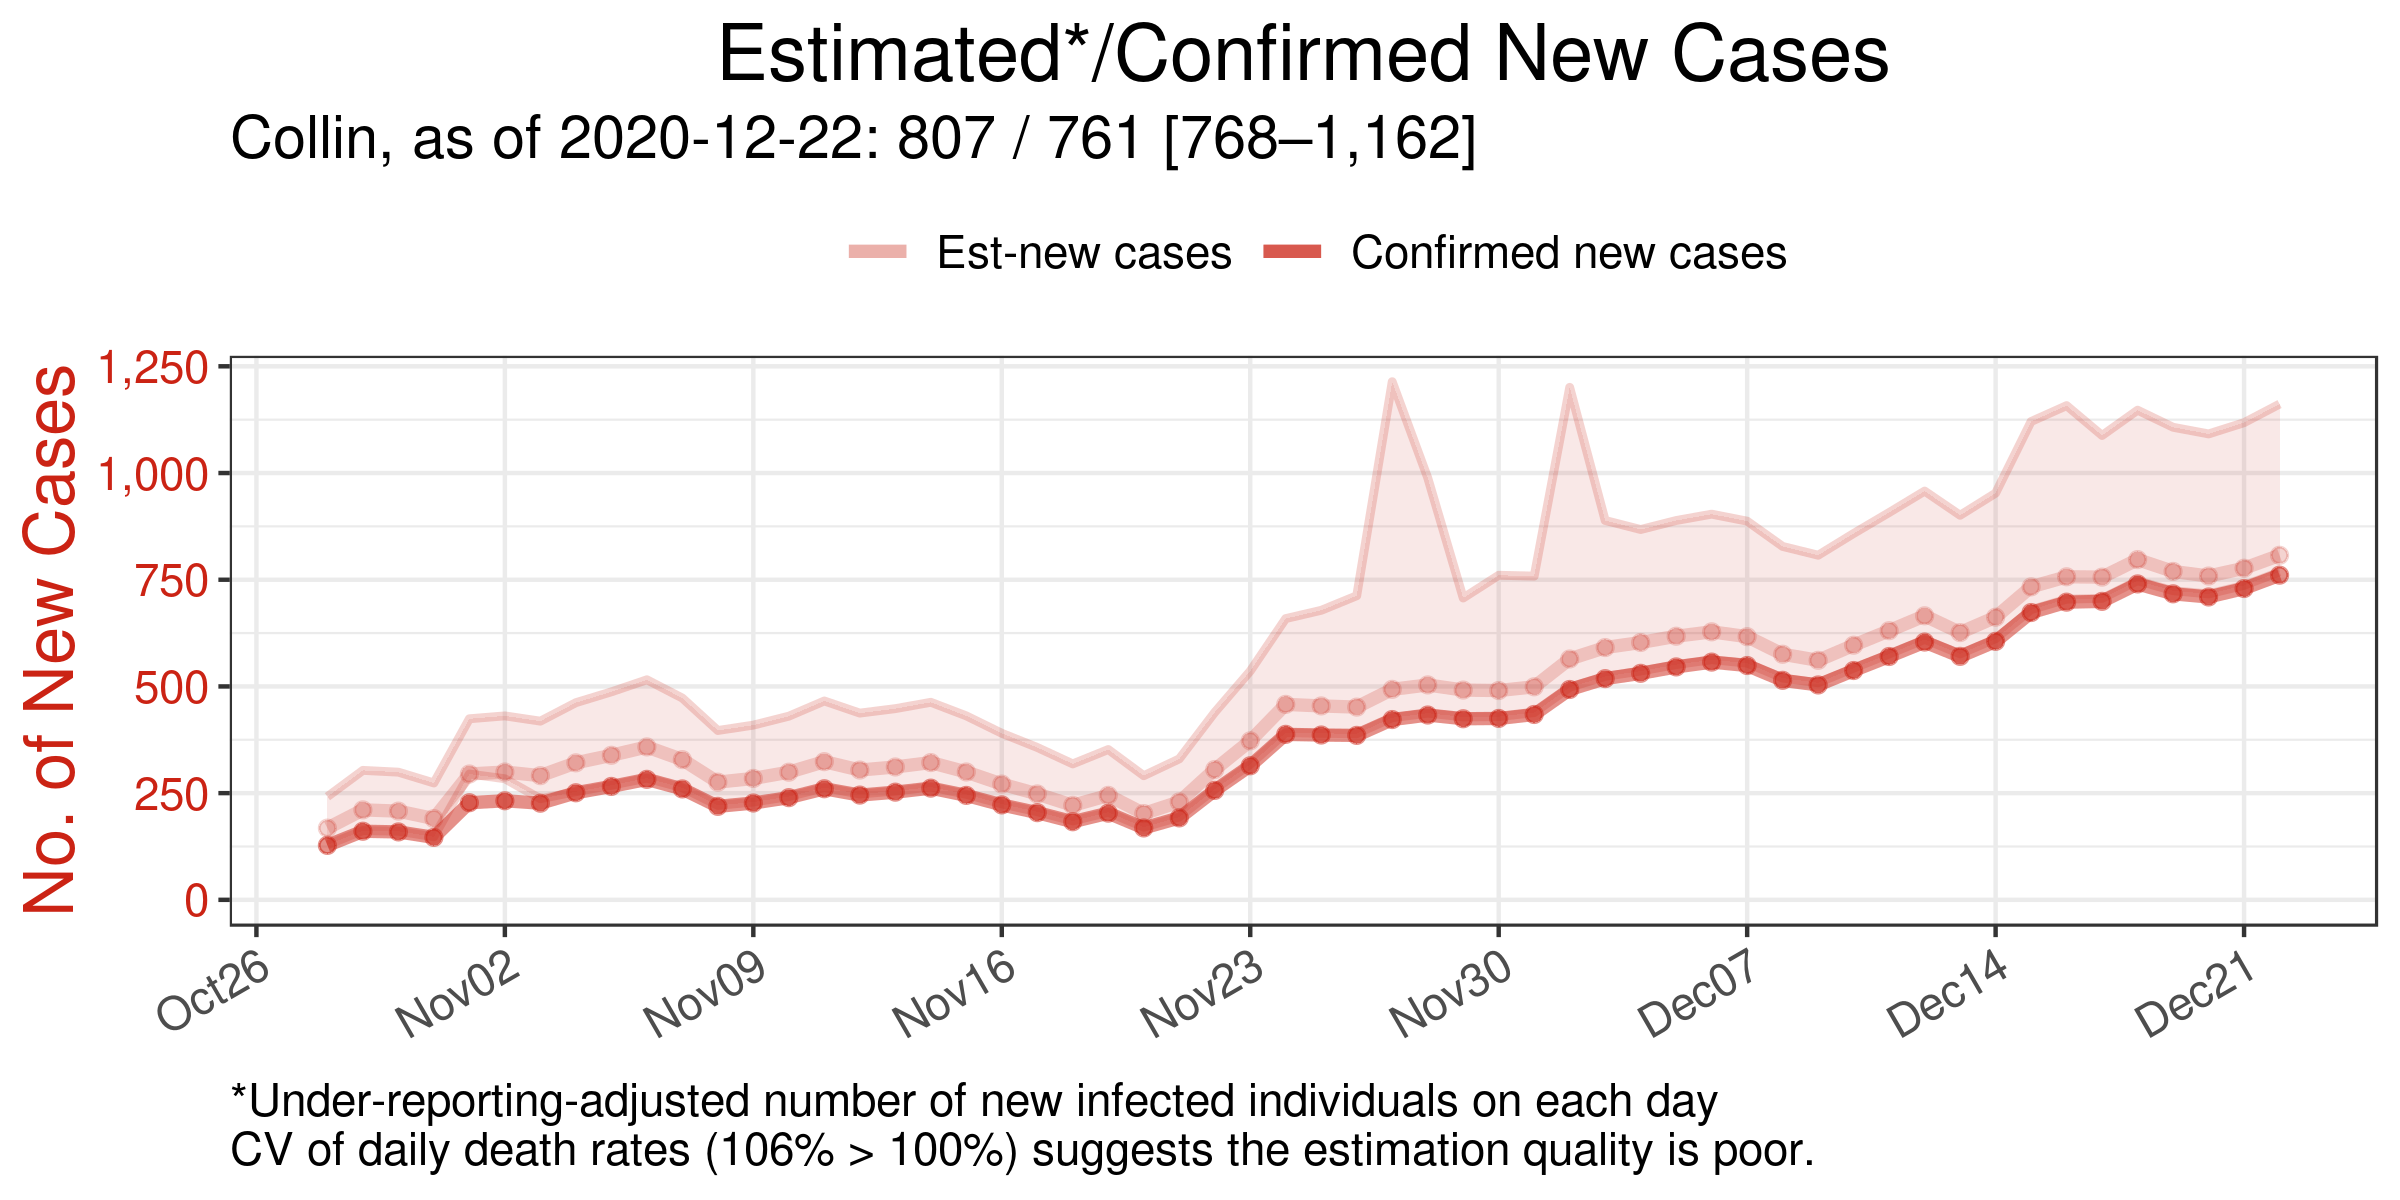 Estimated*/Confirmed New Cases
Collin, as of 2020-12-22: 807 / 761 [768–1,162]
Est-new cases
Confirmed new cases
No. of New Cases
1,250
1,000
750
500
250
0
Oct26
Nov02
Nov09
Nov16
Nov23
Nov30
Dec07
Dec14
Dec21
*Under-reporting-adjusted number of new infected individuals on each day
CV of daily death rates (106% > 100%) suggests the estimation quality is poor.